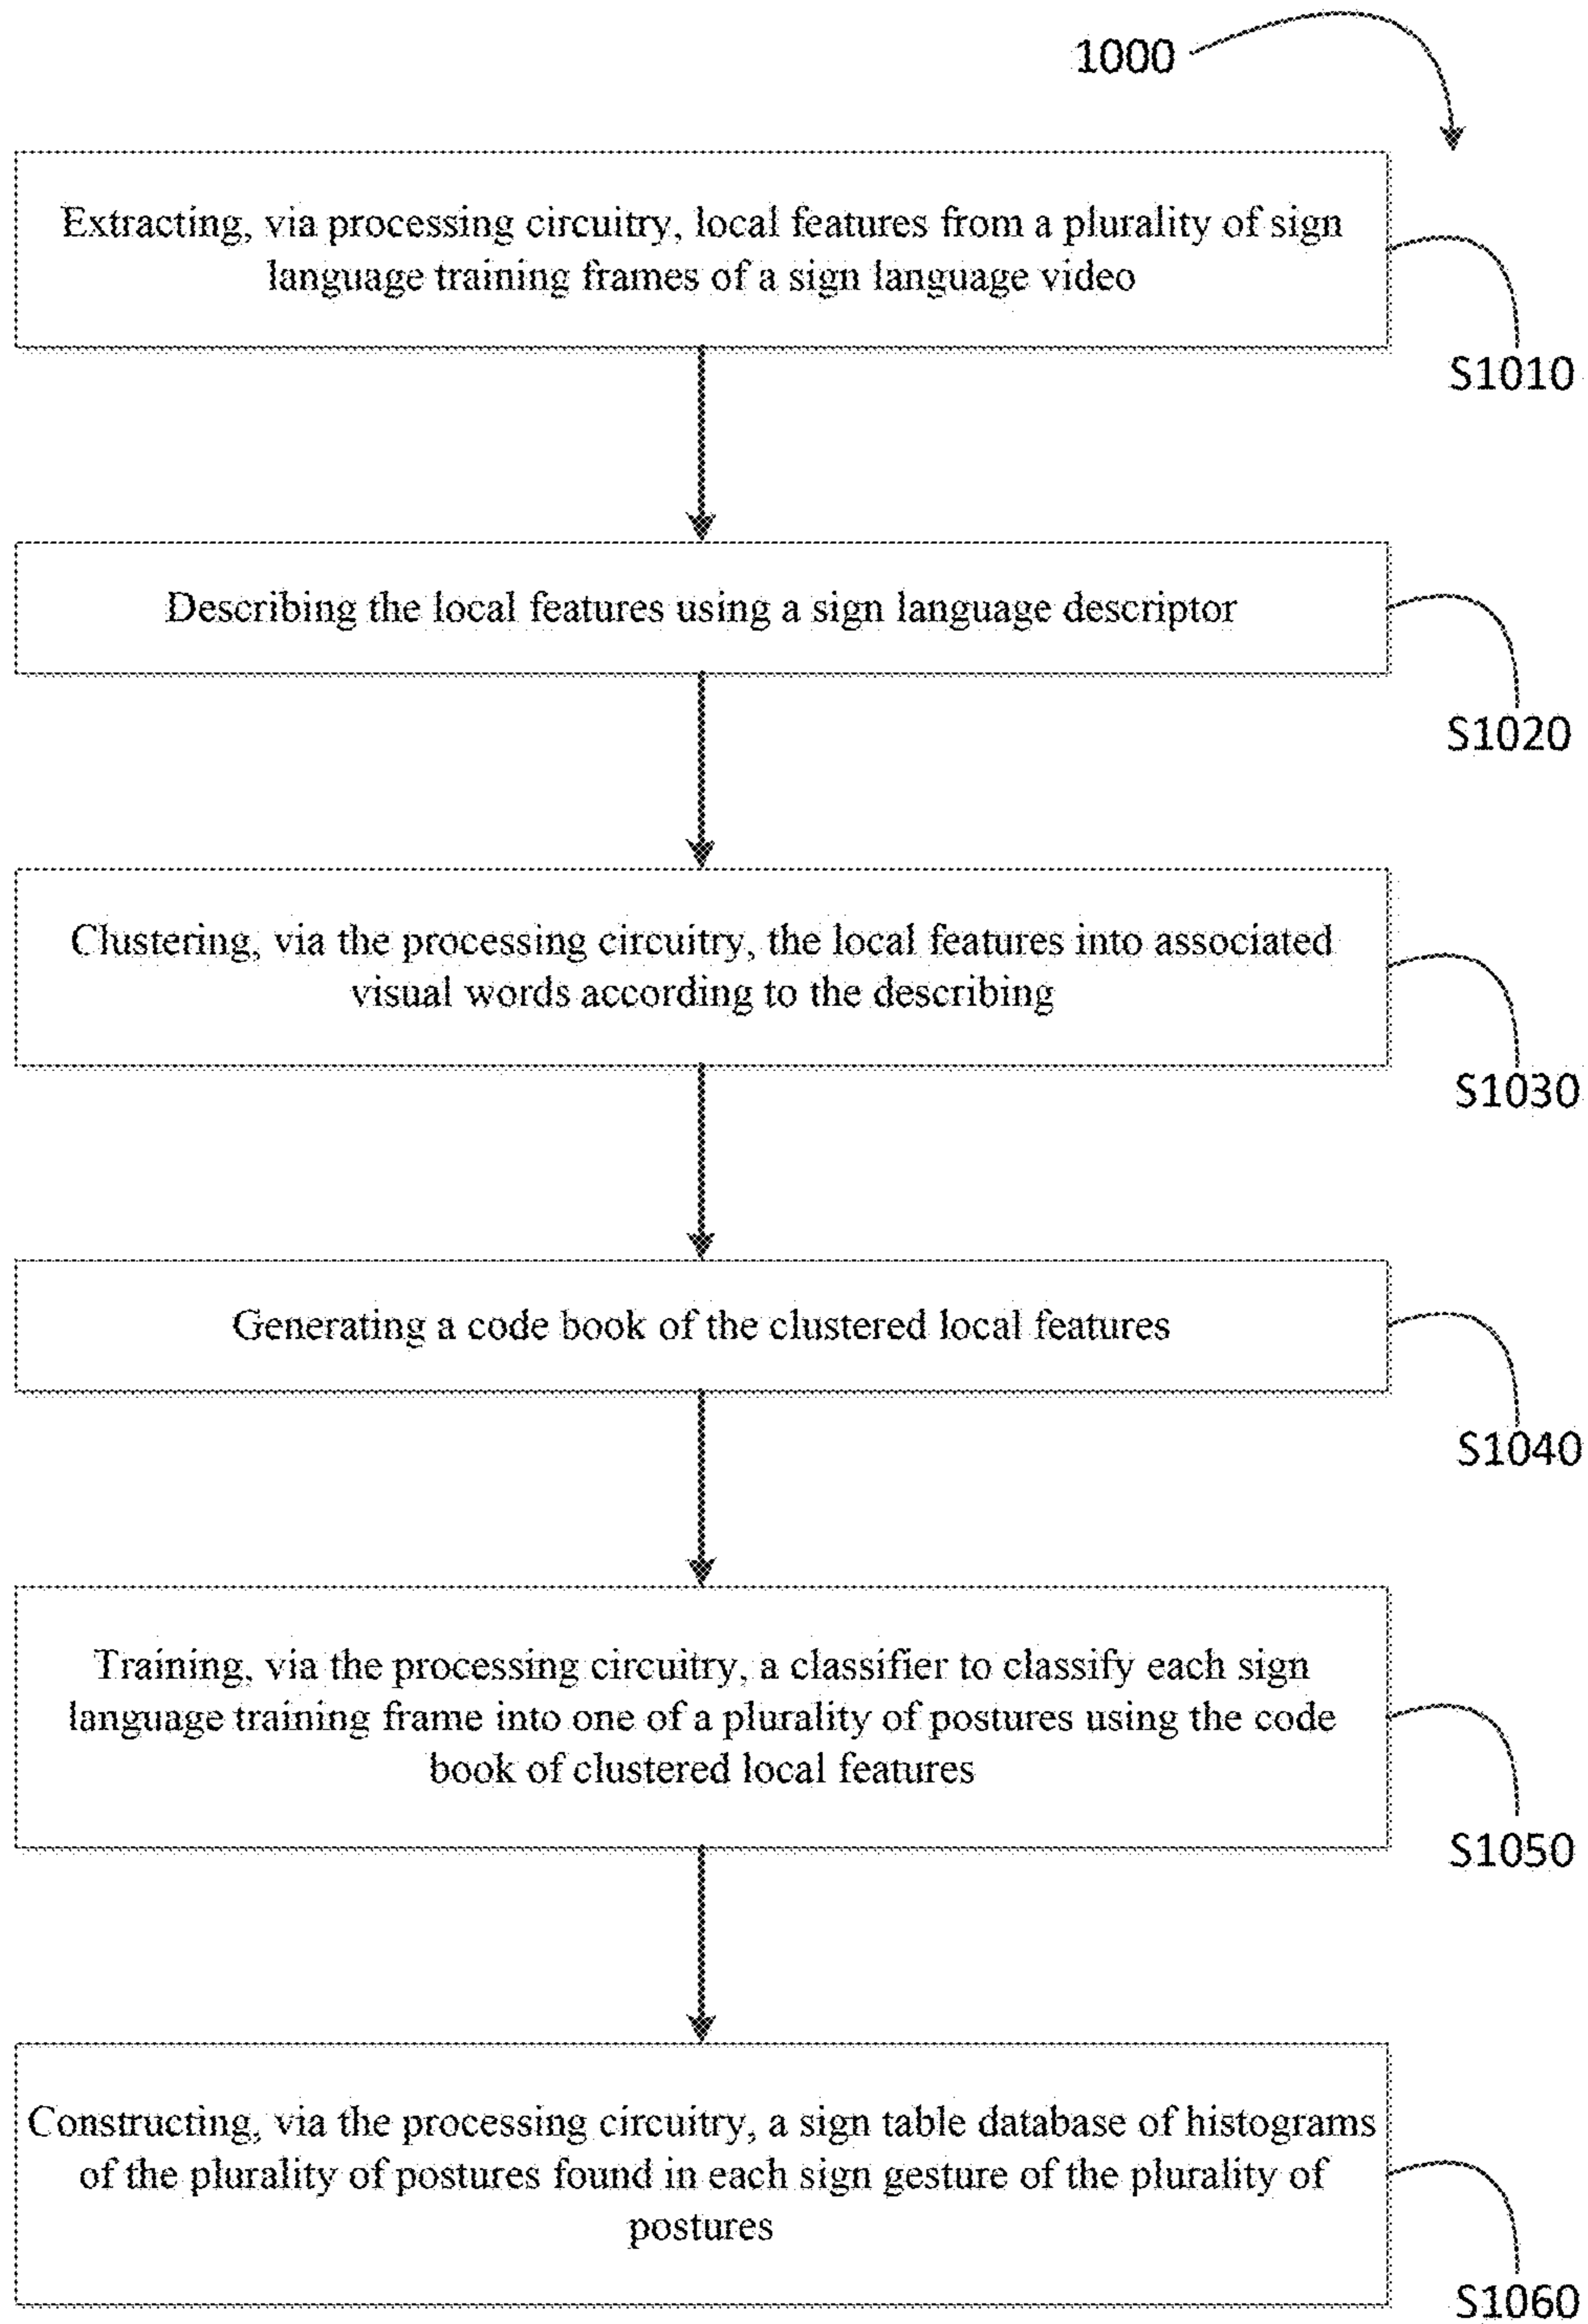 1000
Extracting, via processing circuitry, local features from a plurality of sign
language training frames of a sign language video
S1010
Describing the local features using a sign language descriptor
S1020
Clustering, via the processing circuitry, the local features into associated
visual words according to the describing
S1030
Generating a code book of the clustered local features
S1040
Training, via the processing circuitry, a classifier to classify each sign
language training frame into one of a plurality of postures using the code
book of clustered local features
S1050
Constructing, via the processing circuitry, a sign table database of histograms
of the plurality of postures found in each sign gesture of the plurality of
postures
S1060